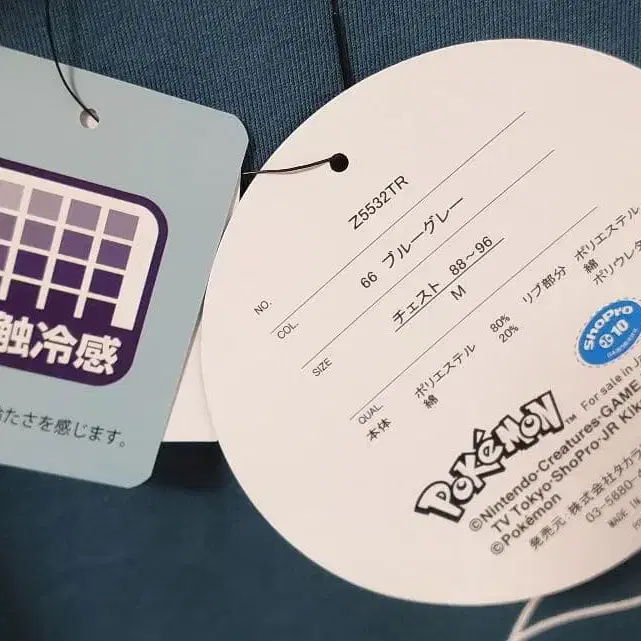 触冷感
たさを感じます。
NO. Z5532TR
COL. 66 ブルーグレー
SIZE チェスト 88～96
M
QUAL
本体 ポリエステル 80% リブ部分 ポリエステル
綿 20% 綿
ポリウレタ
ShoPro
10
POKéMON™ For sale in J
©Nintendo・Creatures・GAME
TV Tokyo・ShoPro・JR Kik
©Pokémon
発売元：株式会社タカラ
03-5680-
MADE IN